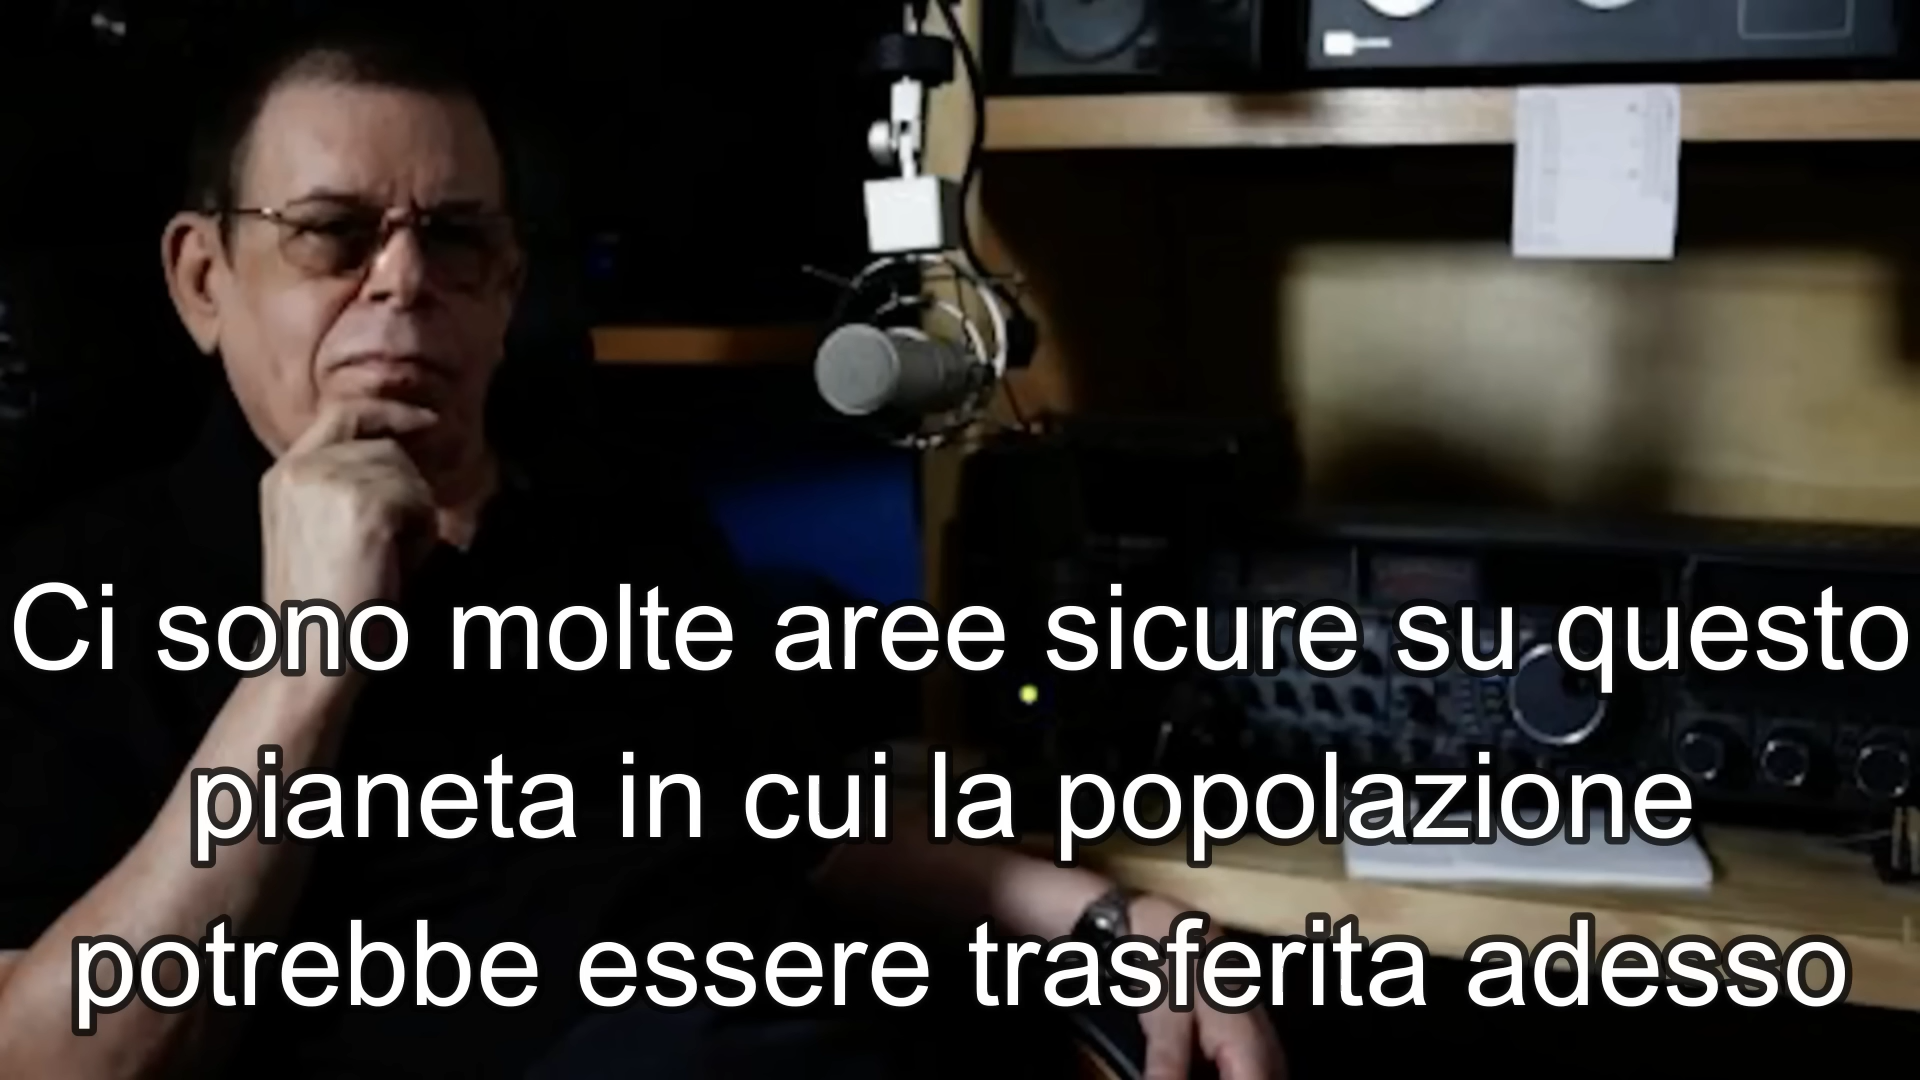 Ci sono molte aree sicure su questo
pianeta in cui la popolazione
potrebbe essere trasferita adesso